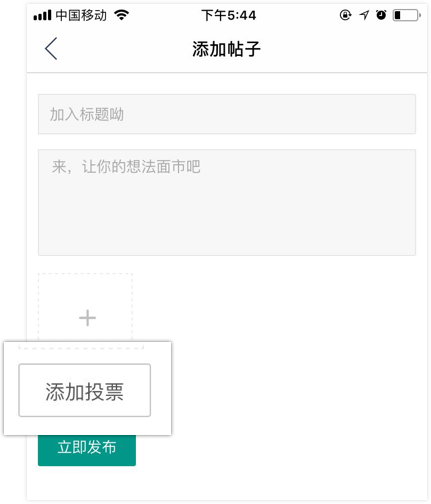 中国移动 下午5:44
添加帖子
加入标题呦
来，让你的想法面市吧
添加投票
立即发布